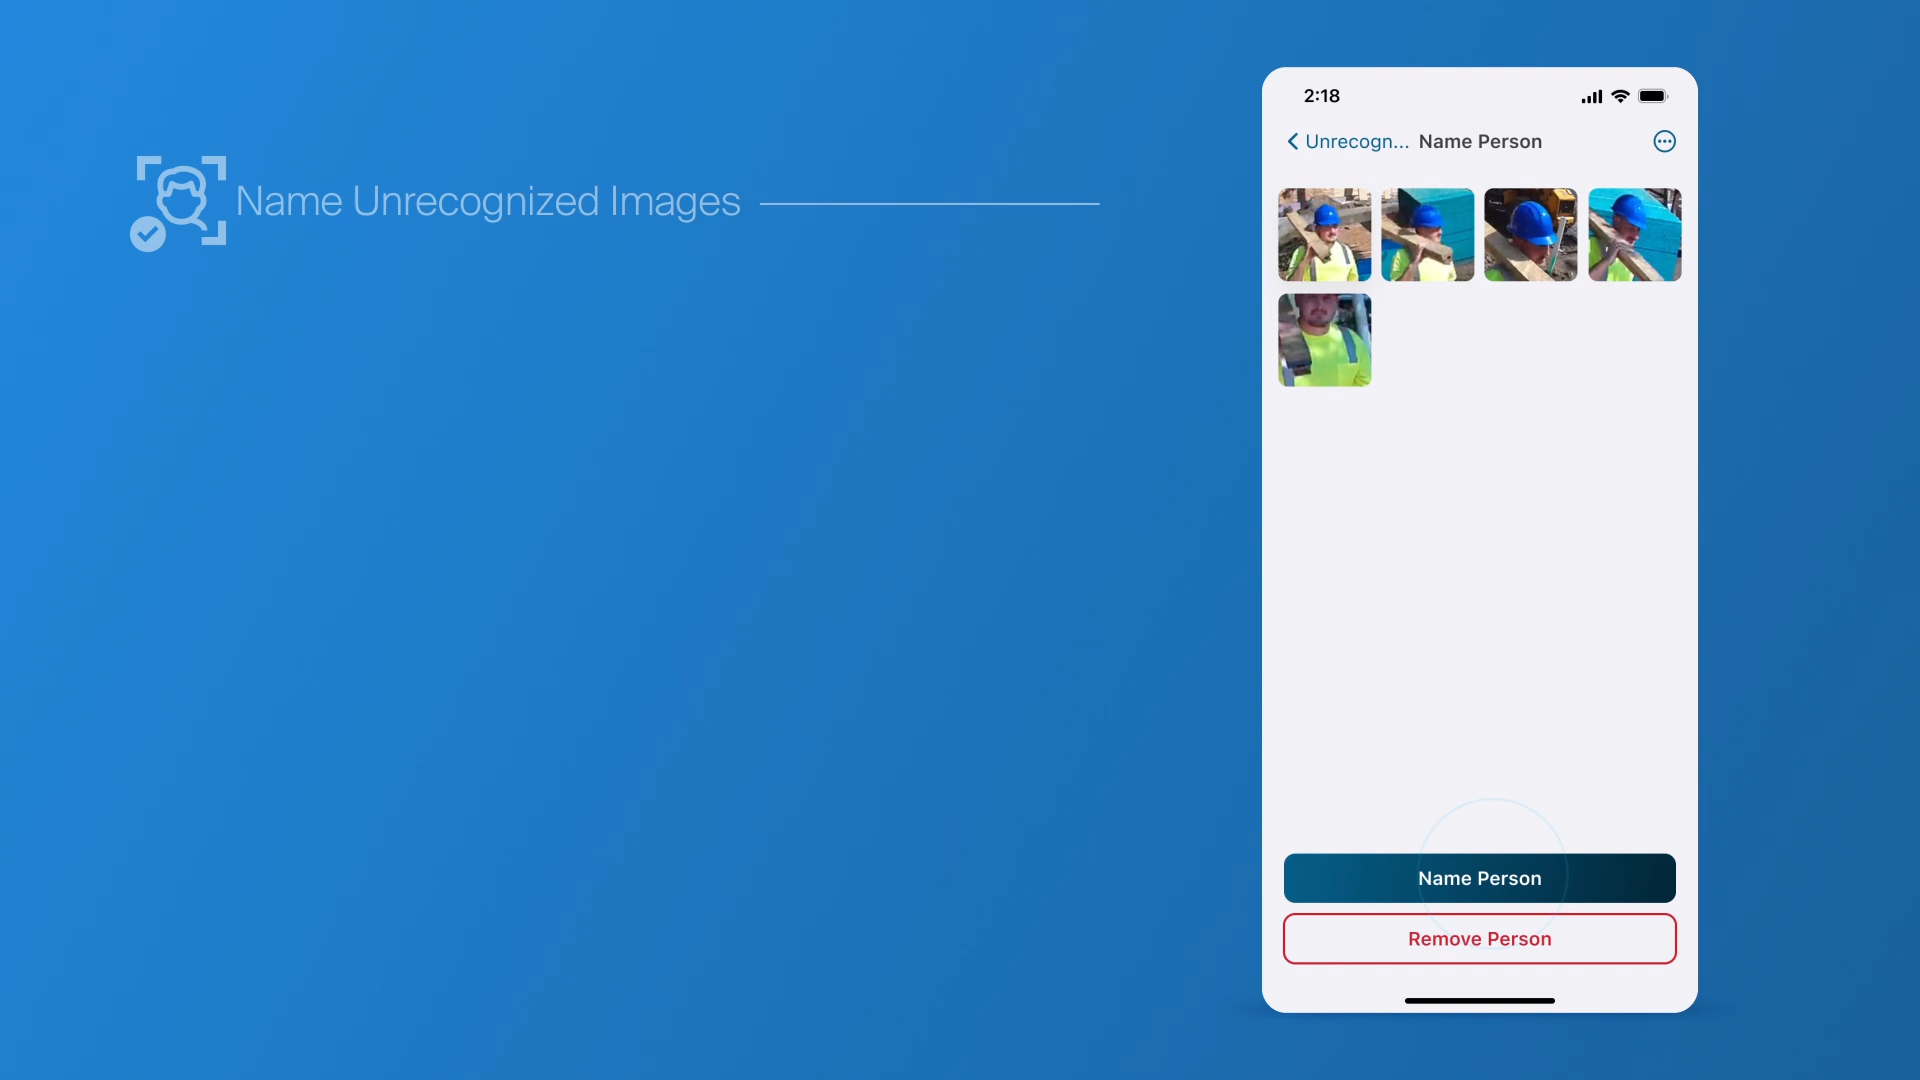 Name Unrecognized Images
2:18
Unrecogn... Name Person
Name Person
Remove Person